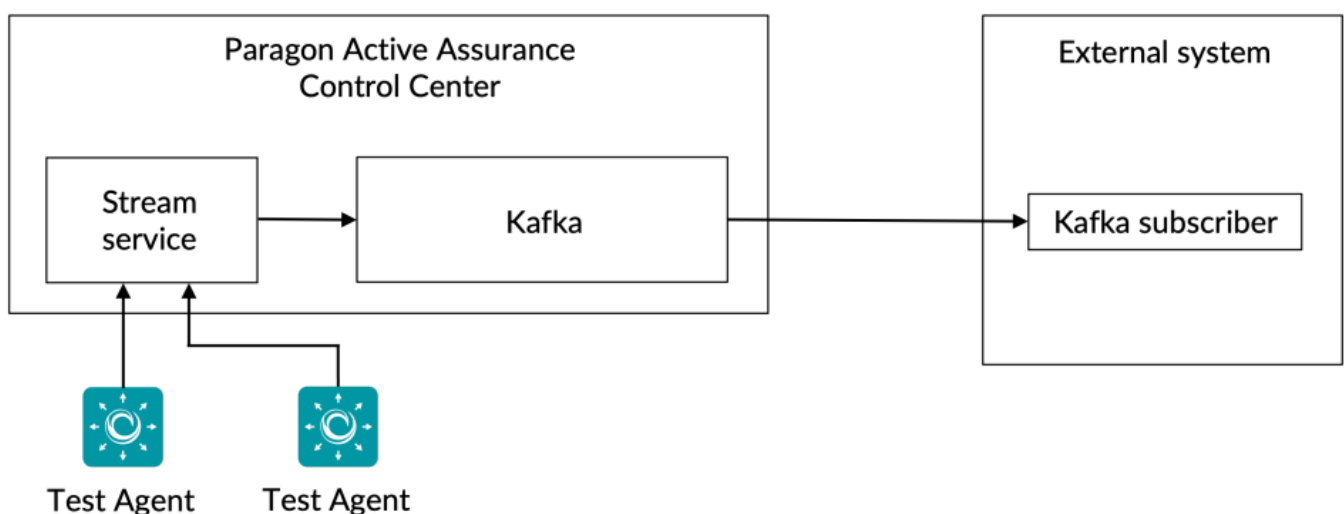 Paragon Active Assurance
Control Center
External system
Stream
service
Kafka
Kafka subscriber
Test Agent
Test Agent